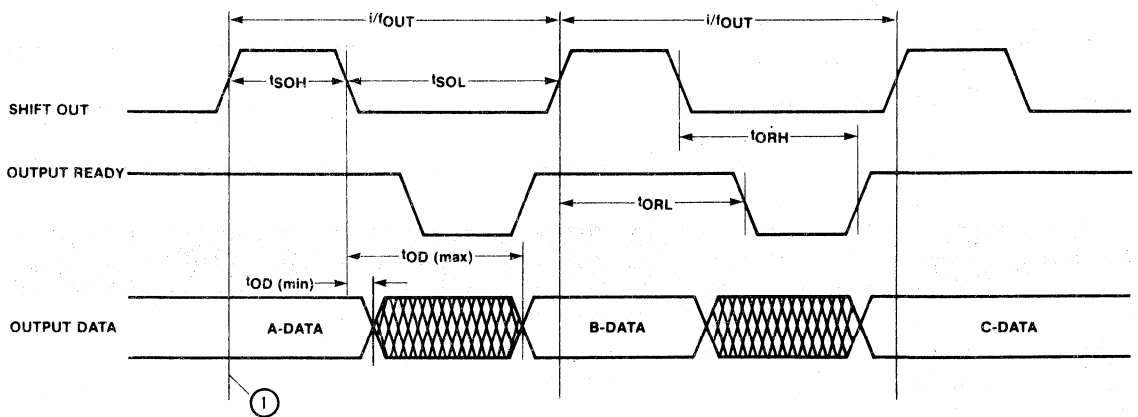 i/fOUT
i/fOUT
tSOH
tSOL
SHIFT OUT
tORH
OUTPUT READY
tORL
tOD (max)
tOD (min)
OUTPUT DATA
A-DATA
B-DATA
C-DATA
1